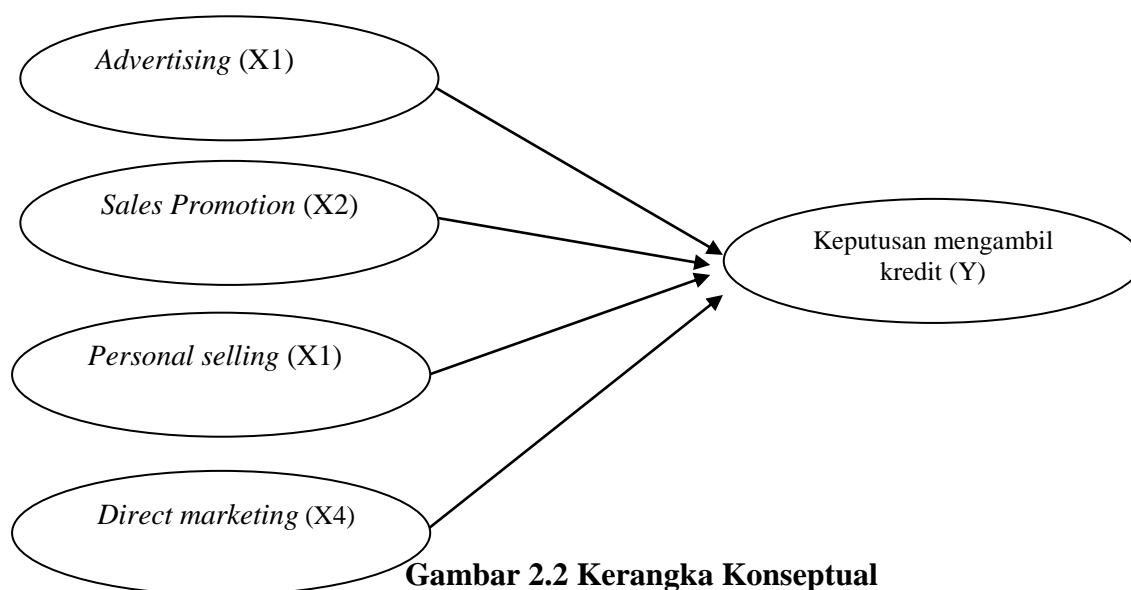 Advertising (X1)
Sales Promotion (X2)
Keputusan mengambil
kredit (Y)
Personal selling (X1)
Direct marketing (X4)
Gambar 2.2 Kerangka Konseptual